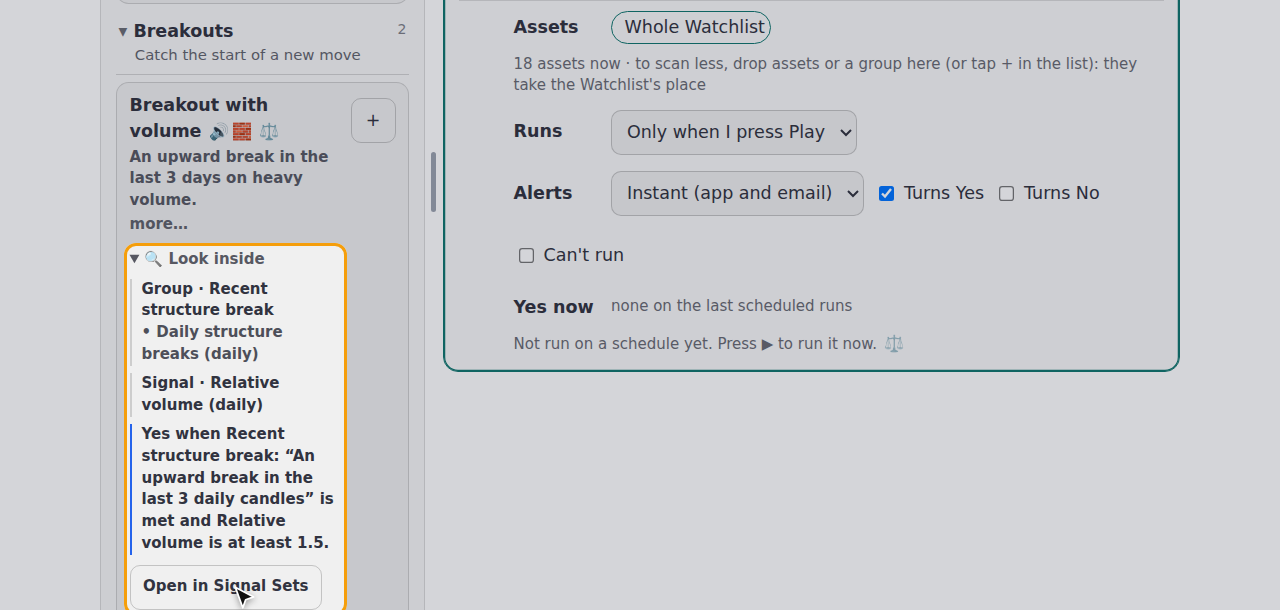 ▼ Breakouts 2
Catch the start of a new move
Breakout with
volume 🔊🧱⚖️
+
An upward break in the
last 3 days on heavy
volume.
more...
▼ 🔍 Look inside
Group · Recent
structure break
• Daily structure
breaks (daily)
Signal · Relative
volume (daily)
Yes when Recent
structure break: “An
upward break in the
last 3 daily candles” is
met and Relative
volume is at least 1.5.
Open in Signal Sets
Assets Whole Watchlist
18 assets now · to scan less, drop assets or a group here (or tap + in the list): they
take the Watchlist's place
Runs Only when I press Play
Alerts Instant (app and email) Turns Yes Turns No
Can't run
Yes now none on the last scheduled runs
Not run on a schedule yet. Press ▶ to run it now. ⚖️